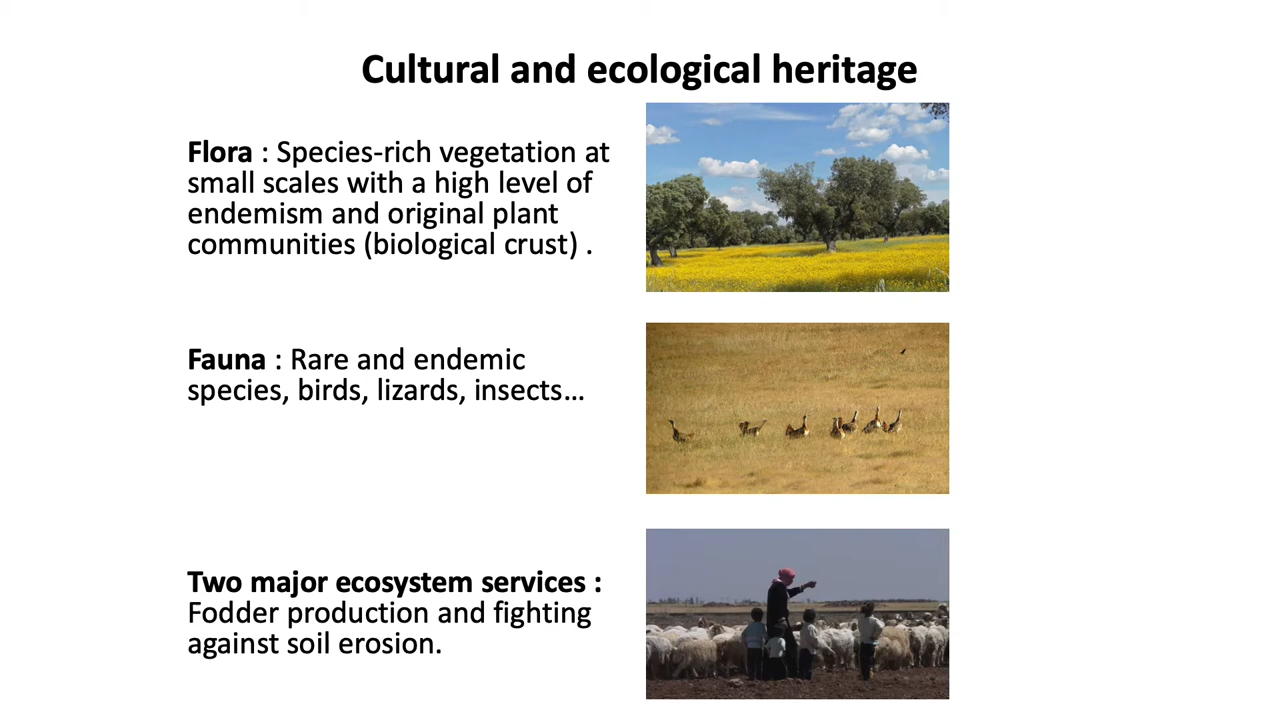 Cultural and ecological heritage
Flora : Species-rich vegetation at
small scales with a high level of
endemism and original plant
communities (biological crust) .
Fauna : Rare and endemic
species, birds, lizards, insects…
Two major ecosystem services :
Fodder production and fighting
against soil erosion.